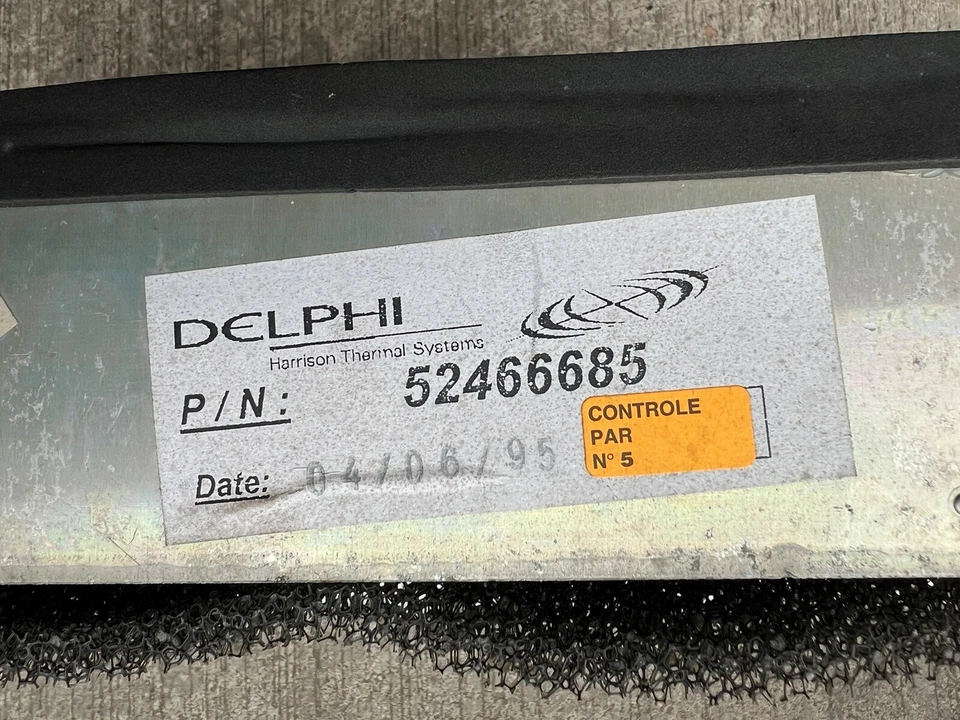 DELPHI
Harrison Thermal Systems
P/N: 52466685
Date: 04/06/95
CONTROLE
PAR
N° 5